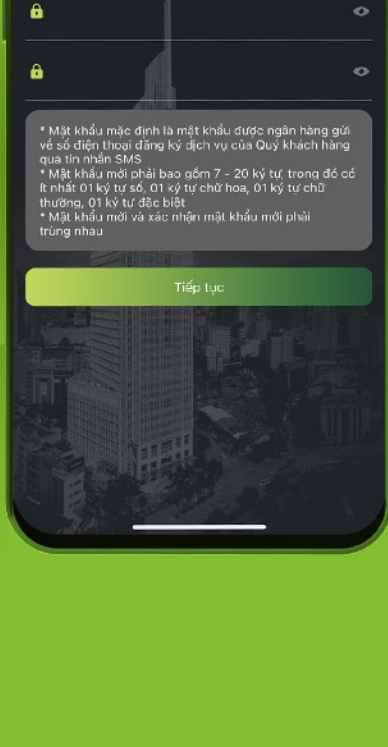 * Mật khẩu mặc định là mật khẩu được ngân hàng gửi
về số điện thoại đăng ký dịch vụ của Quý khách hàng
qua tin nhắn SMS
* Mật khẩu mới phải bao gồm 7 - 20 ký tự, trong đó có
ít nhất 01 ký tự số, 01 ký tự chữ hoa, 01 ký tự chữ
thường, 01 ký tự đặc biệt
* Mật khẩu mới và xác nhận mật khẩu mới phải
trùng nhau
Tiếp tục